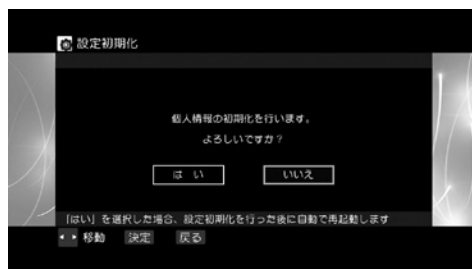 設定初期化
個人情報の初期化を行います。
よろしいですか？
はい　いいえ
「はい」を選択した場合、設定初期化を行った後に自動で再起動します
移動　決定　戻る